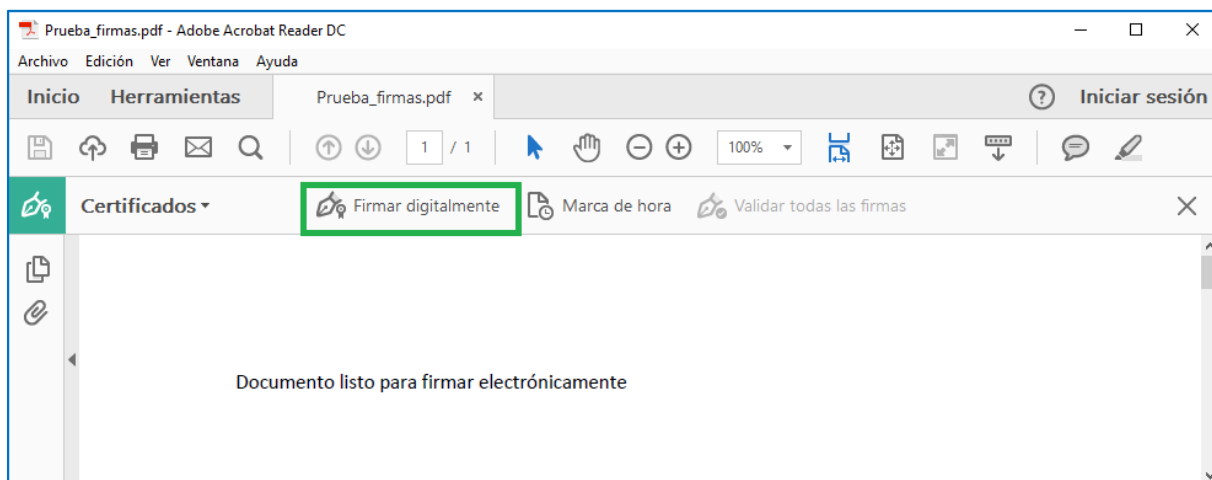 Prueba_firmas.pdf - Adobe Acrobat Reader DC
Archivo Edición Ver Ventana Ayuda
Inicio Herramientas Prueba_firmas.pdf × ? Iniciar sesión
1 / 1 100%
Certificados Firmar digitalmente Marca de hora Validar todas las firmas
Documento listo para firmar electrónicamente